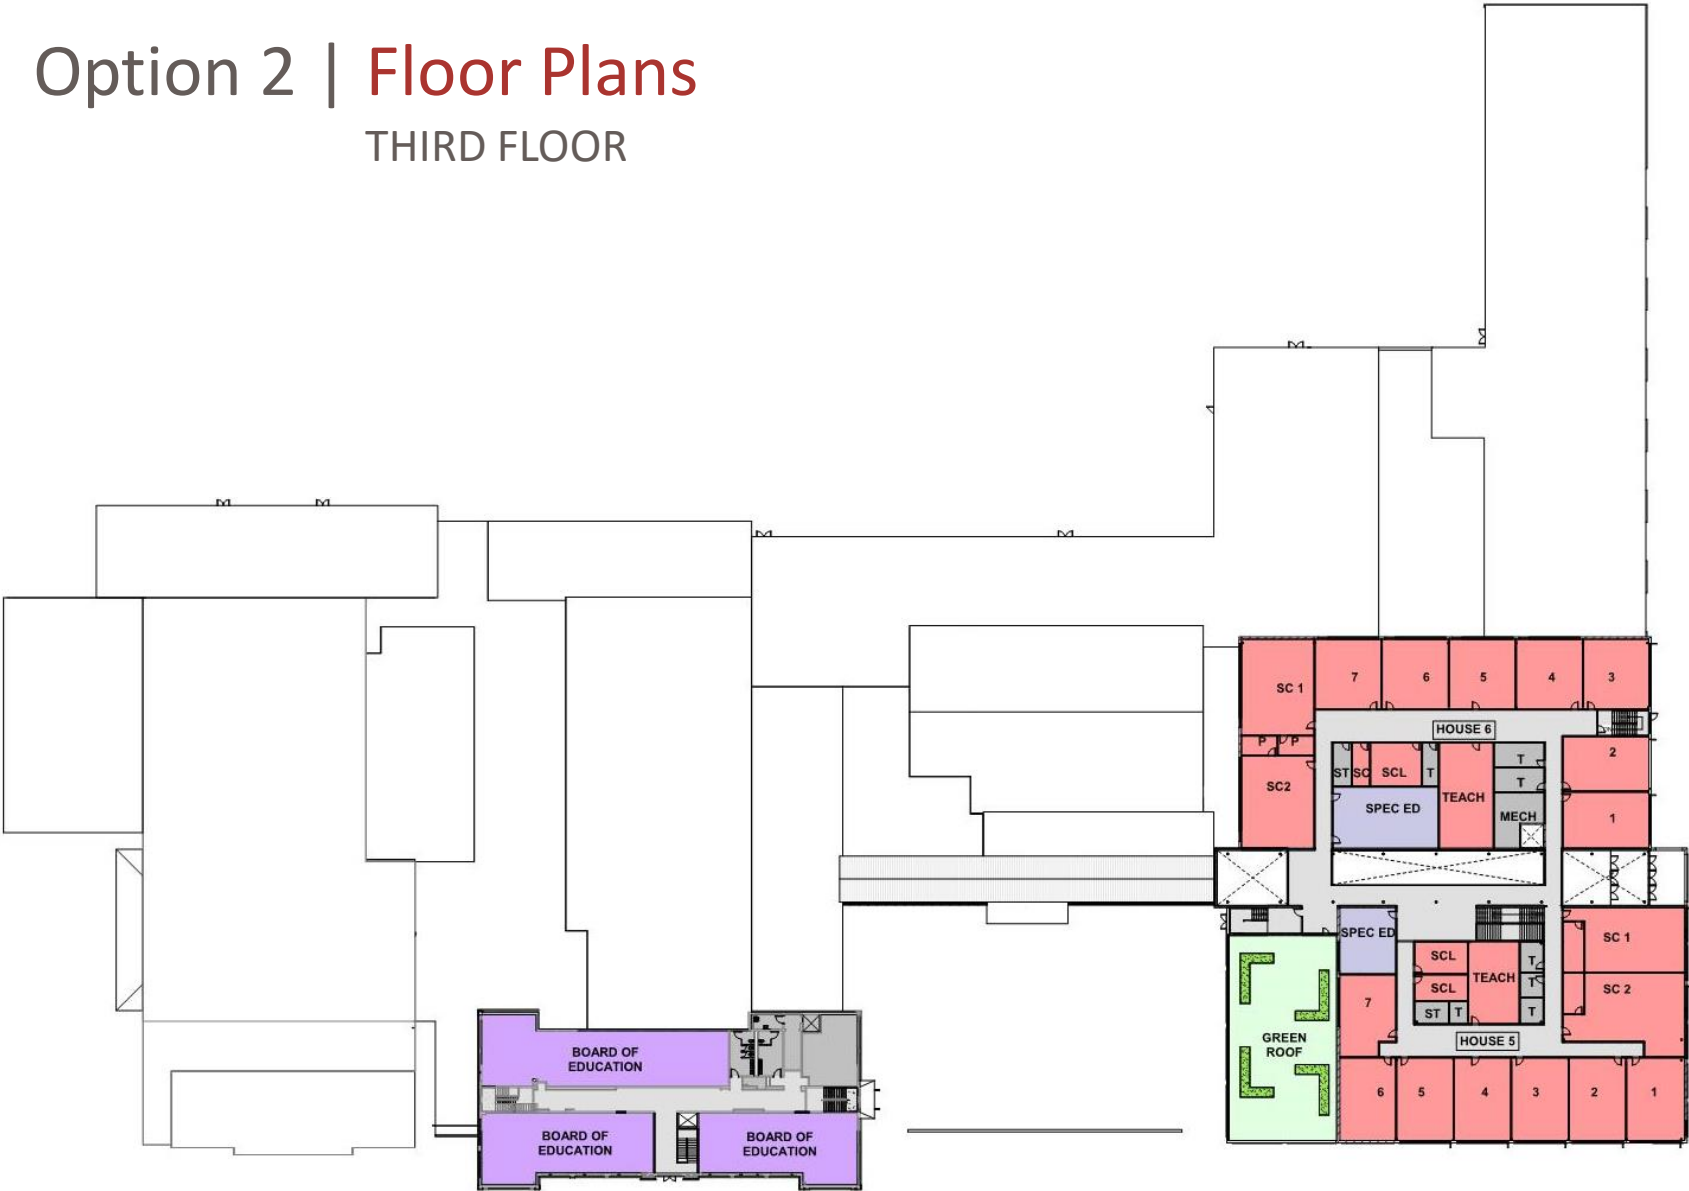 Option 2 | Floor Plans
THIRD FLOOR
SC 1
7
6
5
4
3
HOUSE 6
P
P
2
ST
SC
SCL
T
TEACH
T
T
SC2
SPEC ED
MECH
1
SPEC ED
SC 1
SCL
TEACH
T
SCL
T
SC 2
7
ST
T
T
GREEN
ROOF
HOUSE 5
6
5
4
3
2
1
BOARD OF
EDUCATION
BOARD OF
EDUCATION
BOARD OF
EDUCATION